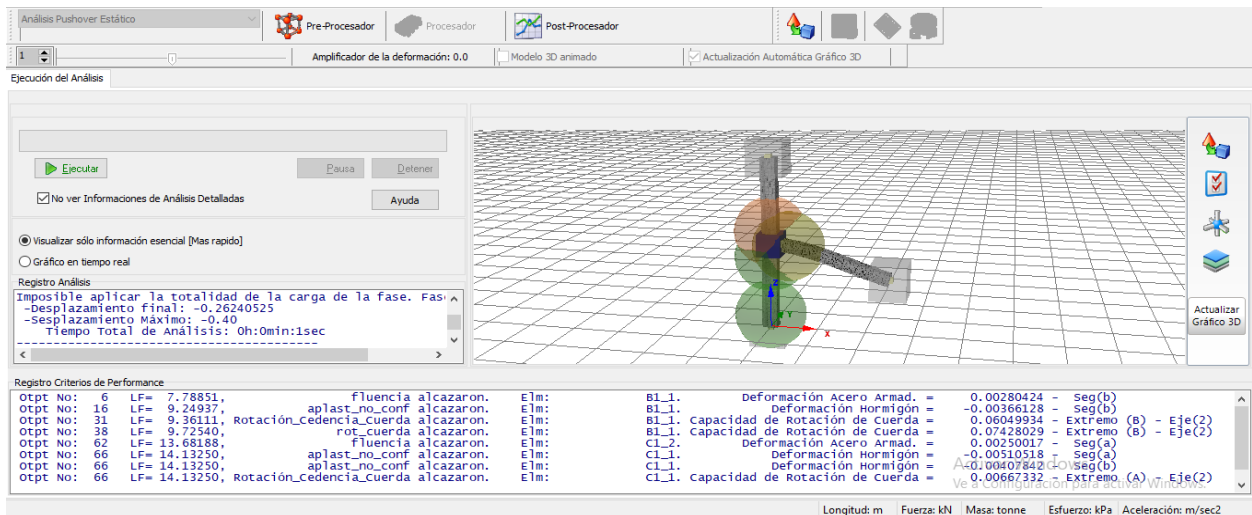 Análisis Pushover Estático
Pre-Procesador
Procesador
Post-Procesador
1
Amplificador de la deformación: 0.0
Modelo 3D animado
Actualización Automática Gráfico 3D
Ejecución del Análisis
Ejecutar
Pausa
Detener
No ver Informaciones de Análisis Detalladas
Ayuda
Visualizar sólo información esencial [Mas rapido]
Gráfico en tiempo real
Registro Análisis
Imposible aplicar la totalidad de la carga de la fase. Fas
-Desplazamiento final: -0.26240525
-Sesplazamiento Máximo: -0.40
Tiempo Total de Análisis: 0h:0min:1sec
---------------------------------------
z
Y
x
Actualizar
Gráfico 3D
Registro Criterios de Performance
Otpt No: 6 LF= 7.78851, fluencia alcazaron. Elm: B1_1. Deformación Acero Armad. = 0.00280424 - Seg(b)
Otpt No: 16 LF= 9.24937, aplast_no_conf alcazaron. Elm: B1_1. Deformación Hormigón = -0.00366128 - Seg(b)
Otpt No: 31 LF= 9.36111, Rotación_Cedencia_Cuerda alcazaron. Elm: B1_1. Capacidad de Rotación de Cuerda = 0.06049934 - Extremo (B) - Eje(2)
Otpt No: 38 LF= 9.72540, rot_Cuerda alcazaron. Elm: B1_1. Capacidad de Rotación de Cuerda = 0.07428029 - Extremo (B) - Eje(2)
Otpt No: 62 LF= 13.68188, fluencia alcazaron. Elm: C1_2. Deformación Acero Armad. = 0.00250017 - Seg(a)
Otpt No: 66 LF= 14.13250, aplast_no_conf alcazaron. Elm: C1_1. Deformación Hormigón = -0.00510518 - Seg(a)
Otpt No: 66 LF= 14.13250, aplast_no_conf alcazaron. Elm: C1_1. Deformación Hormigón = -0.00407842 - Seg(b)
Otpt No: 66 LF= 14.13250, Rotación_Cedencia_Cuerda alcazaron. Elm: C1_1. Capacidad de Rotación de Cuerda = 0.00667332 - Extremo (A) - Eje(2)
Activar Windows
Ve a Configuración para activar Windows.
Longitud: m Fuerza: kN Masa: tonne Esfuerzo: kPa Aceleración: m/sec2